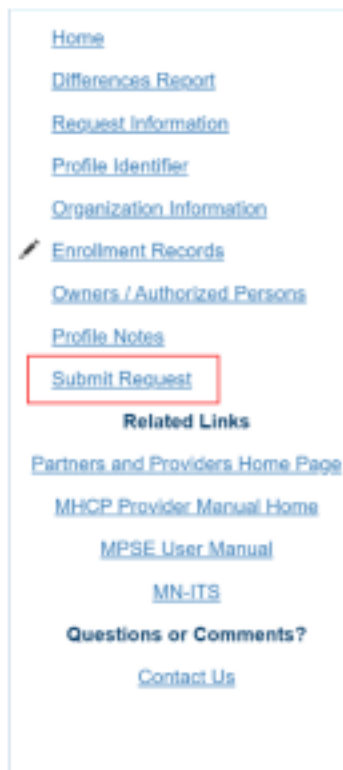 Home
Differences Report
Request Information
Profile Identifier
Organization Information
Enrollment Records
Owners / Authorized Persons
Profile Notes
Submit Request
Related Links
Partners and Providers Home Page
MHCP Provider Manual Home
MPSE User Manual
MN-ITS
Questions or Comments?
Contact Us